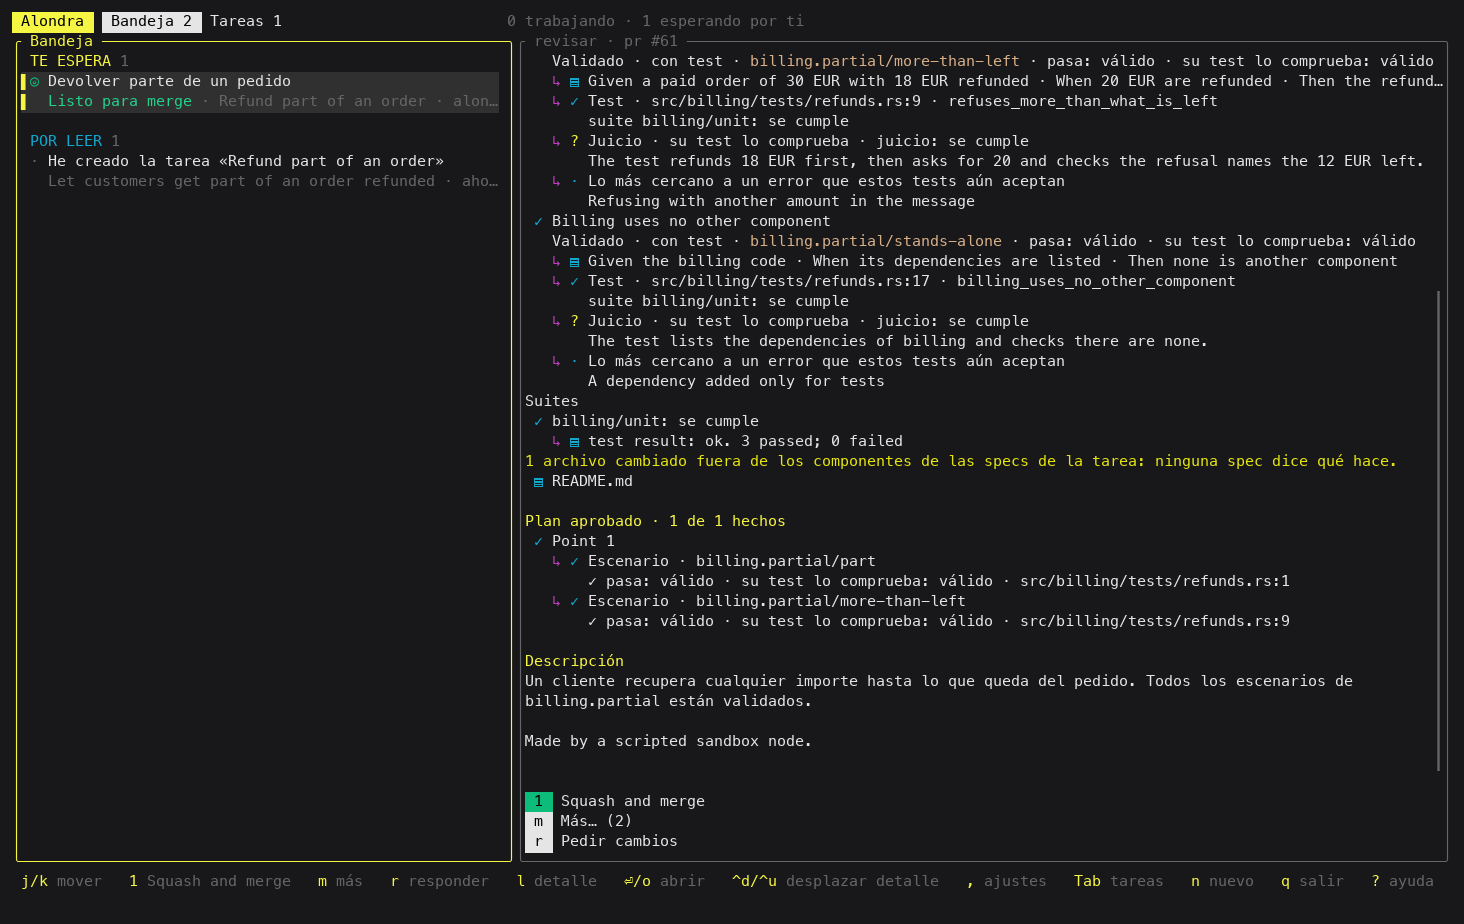 Alondra Bandeja 2 Tareas 1 0 trabajando · 1 esperando por ti
Bandeja
TE ESPERA 1
Devolver parte de un pedido
Listo para merge · Refund part of an order · alon…
POR LEER 1
· He creado la tarea «Refund part of an order»
Let customers get part of an order refunded · aho…
revisar · pr #61
Validado · con test · billing.partial/more-than-left · pasa: válido · su test lo comprueba: válido
↳ ▤ Given a paid order of 30 EUR with 18 EUR refunded · When 20 EUR are refunded · Then the refund…
↳ ✓ Test · src/billing/tests/refunds.rs:9 · refuses_more_than_what_is_left
suite billing/unit: se cumple
↳ ? Juicio · su test lo comprueba · juicio: se cumple
The test refunds 18 EUR first, then asks for 20 and checks the refusal names the 12 EUR left.
↳ · Lo más cercano a un error que estos tests aún aceptan
Refusing with another amount in the message
✓ Billing uses no other component
Validado · con test · billing.partial/stands-alone · pasa: válido · su test lo comprueba: válido
↳ ▤ Given the billing code · When its dependencies are listed · Then none is another component
↳ ✓ Test · src/billing/tests/refunds.rs:17 · billing_uses_no_other_component
suite billing/unit: se cumple
↳ ? Juicio · su test lo comprueba · juicio: se cumple
The test lists the dependencies of billing and checks there are none.
↳ · Lo más cercano a un error que estos tests aún aceptan
A dependency added only for tests
Suites
✓ billing/unit: se cumple
↳ ▤ test result: ok. 3 passed; 0 failed
1 archivo cambiado fuera de los componentes de las specs de la tarea: ninguna spec dice qué hace.
▤ README.md
Plan aprobado · 1 de 1 hechos
✓ Point 1
↳ ✓ Escenario · billing.partial/part
✓ pasa: válido · su test lo comprueba: válido · src/billing/tests/refunds.rs:1
↳ ✓ Escenario · billing.partial/more-than-left
✓ pasa: válido · su test lo comprueba: válido · src/billing/tests/refunds.rs:9
Descripción
Un cliente recupera cualquier importe hasta lo que queda del pedido. Todos los escenarios de
billing.partial están validados.
Made by a scripted sandbox node.
1 Squash and merge
m Más… (2)
r Pedir cambios
j/k mover 1 Squash and merge m más r responder l detalle ⏎/o abrir ^d/^u desplazar detalle , ajustes Tab tareas n nuevo q salir ? ayuda